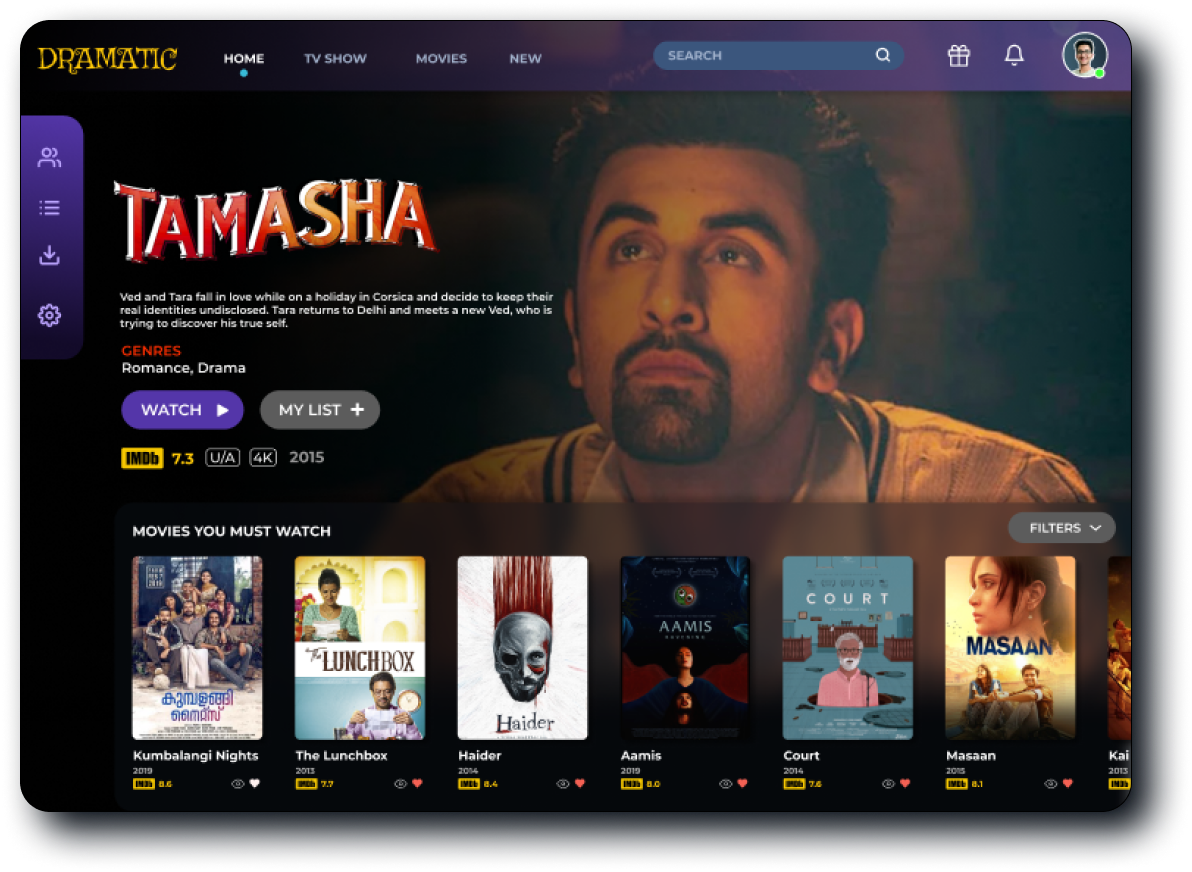 DRAMATIC
HOME
TV SHOW
MOVIES
NEW
SEARCH
TAMASHA
Ved and Tara fall in love while on a holiday in Corsica and decide to keep their
real identities undisclosed. Tara returns to Delhi and meets a new Ved, who is
trying to discover his true self.
GENRES
Romance, Drama
WATCH
MY LIST
IMDb 7.3 U/A 4K 2015
MOVIES YOU MUST WATCH
FILTERS
കുമ്പളങ്ങി
നൈറ്റ്സ്
The LUNCHBOX
Haider
AAMIS
RAVENING
COURT
MASAAN
Kumbalangi Nights
2019
IMDb 8.6
The Lunchbox
2013
IMDb 7.7
Haider
2014
IMDb 8.4
Aamis
2019
IMDb 8.0
Court
2014
IMDb 7.6
Masaan
2015
IMDb 8.1
Kai
2013
IMDb